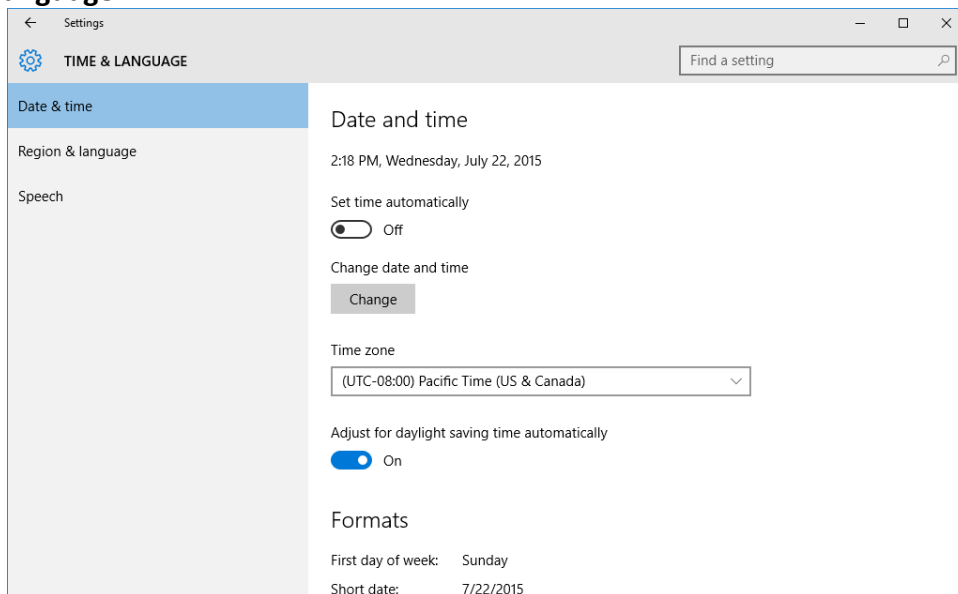 Settings
TIME & LANGUAGE
Find a setting
Date & time
Region & language
Speech
Date and time
2:18 PM, Wednesday, July 22, 2015
Set time automatically
Off
Change date and time
Change
Time zone
(UTC-08:00) Pacific Time (US & Canada)
Adjust for daylight saving time automatically
On
Formats
First day of week: Sunday
Short date: 7/22/2015